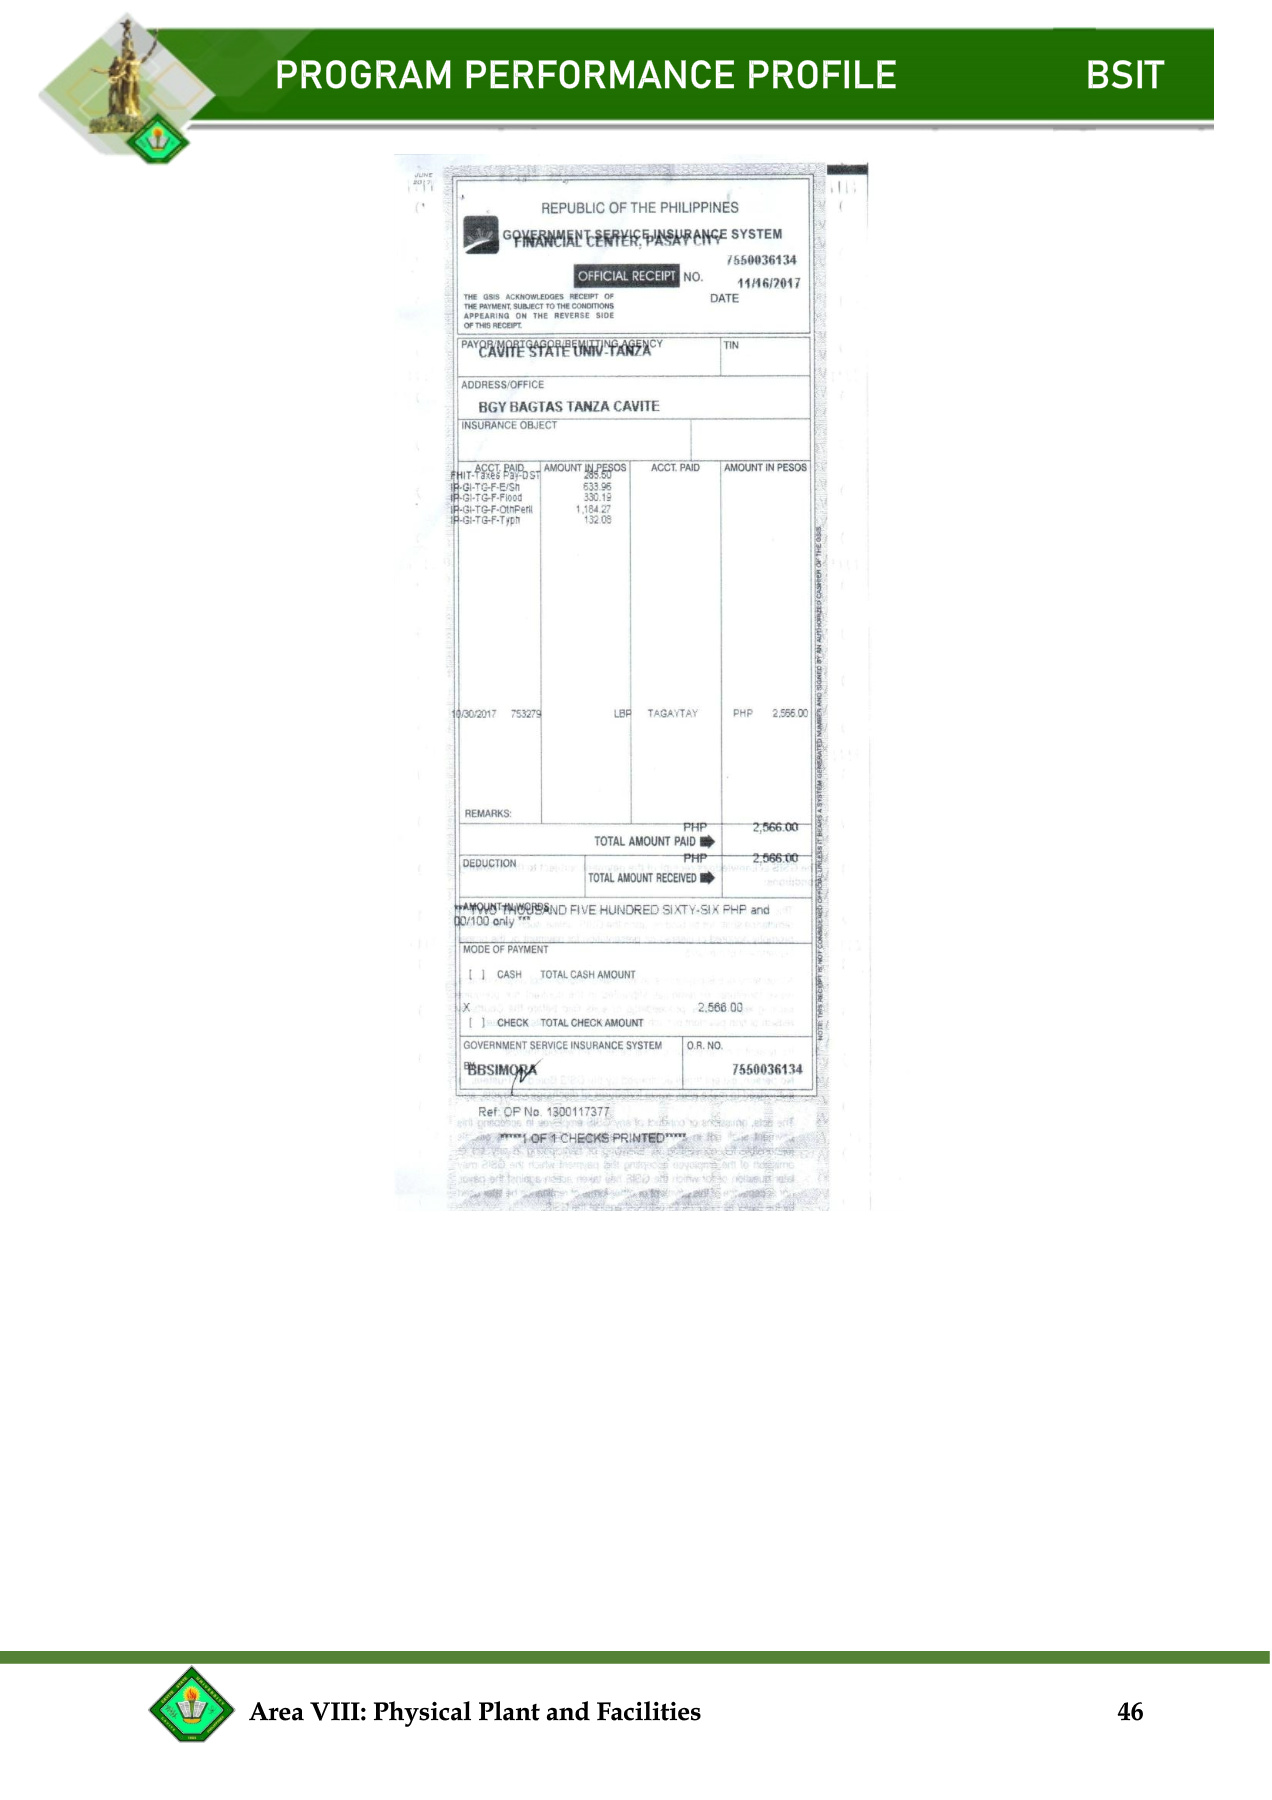 PROGRAM PERFORMANCE PROFILE BSIT
JUNE
2017
REPUBLIC OF THE PHILIPPINES
GOVERNMENT SERVICE INSURANCE SYSTEM
FINANCIAL CENTER, PASAY CITY
7550036134
OFFICIAL RECEIPT NO.
11/16/2017
DATE
THE GSIS ACKNOWLEDGES RECEIPT OF
THE PAYMENT, SUBJECT TO THE CONDITIONS
APPEARING ON THE REVERSE SIDE
OF THIS RECEIPT.
PAYOR/MORTGAGOR/REMITTING AGENCY TIN
CAVITE STATE UNIV-TANZA
ADDRESS/OFFICE
BGY BAGTAS TANZA CAVITE
INSURANCE OBJECT
ACCT. PAID AMOUNT IN PESOS ACCT. PAID AMOUNT IN PESOS
FHIT-Taxes Pay-DST 285.50
IP-GI-TG-F-E/Sh 633.96
IP-GI-TG-F-Flood 330.19
IP-GI-TG-F-OthPeril 1,184.27
IP-GI-TG-F-Typh 132.08
10/30/2017 753279 LBP TAGAYTAY PHP 2,566.00
REMARKS:
PHP 2,566.00
TOTAL AMOUNT PAID
PHP 2,566.00
DEDUCTION
TOTAL AMOUNT RECEIVED
AMOUNT IN WORDS
*** TWO THOUSAND FIVE HUNDRED SIXTY-SIX PHP and
00/100 only ***
MODE OF PAYMENT
[ ] CASH TOTAL CASH AMOUNT
X 2,566.00
[ ] CHECK TOTAL CHECK AMOUNT
GOVERNMENT SERVICE INSURANCE SYSTEM O.R. NO.
BY:
BBSIMORA 7550036134
Ref: OP No. 1300117377
*****1 OF 1 CHECKS PRINTED*****
NOTE: THIS RECEIPT IS NOT CONSIDERED OFFICIAL UNLESS IT BEARS A SYSTEM GENERATED NUMBER AND SIGNED BY AN AUTHORIZED CASHIER OF THE GSIS.
Area VIII: Physical Plant and Facilities 46